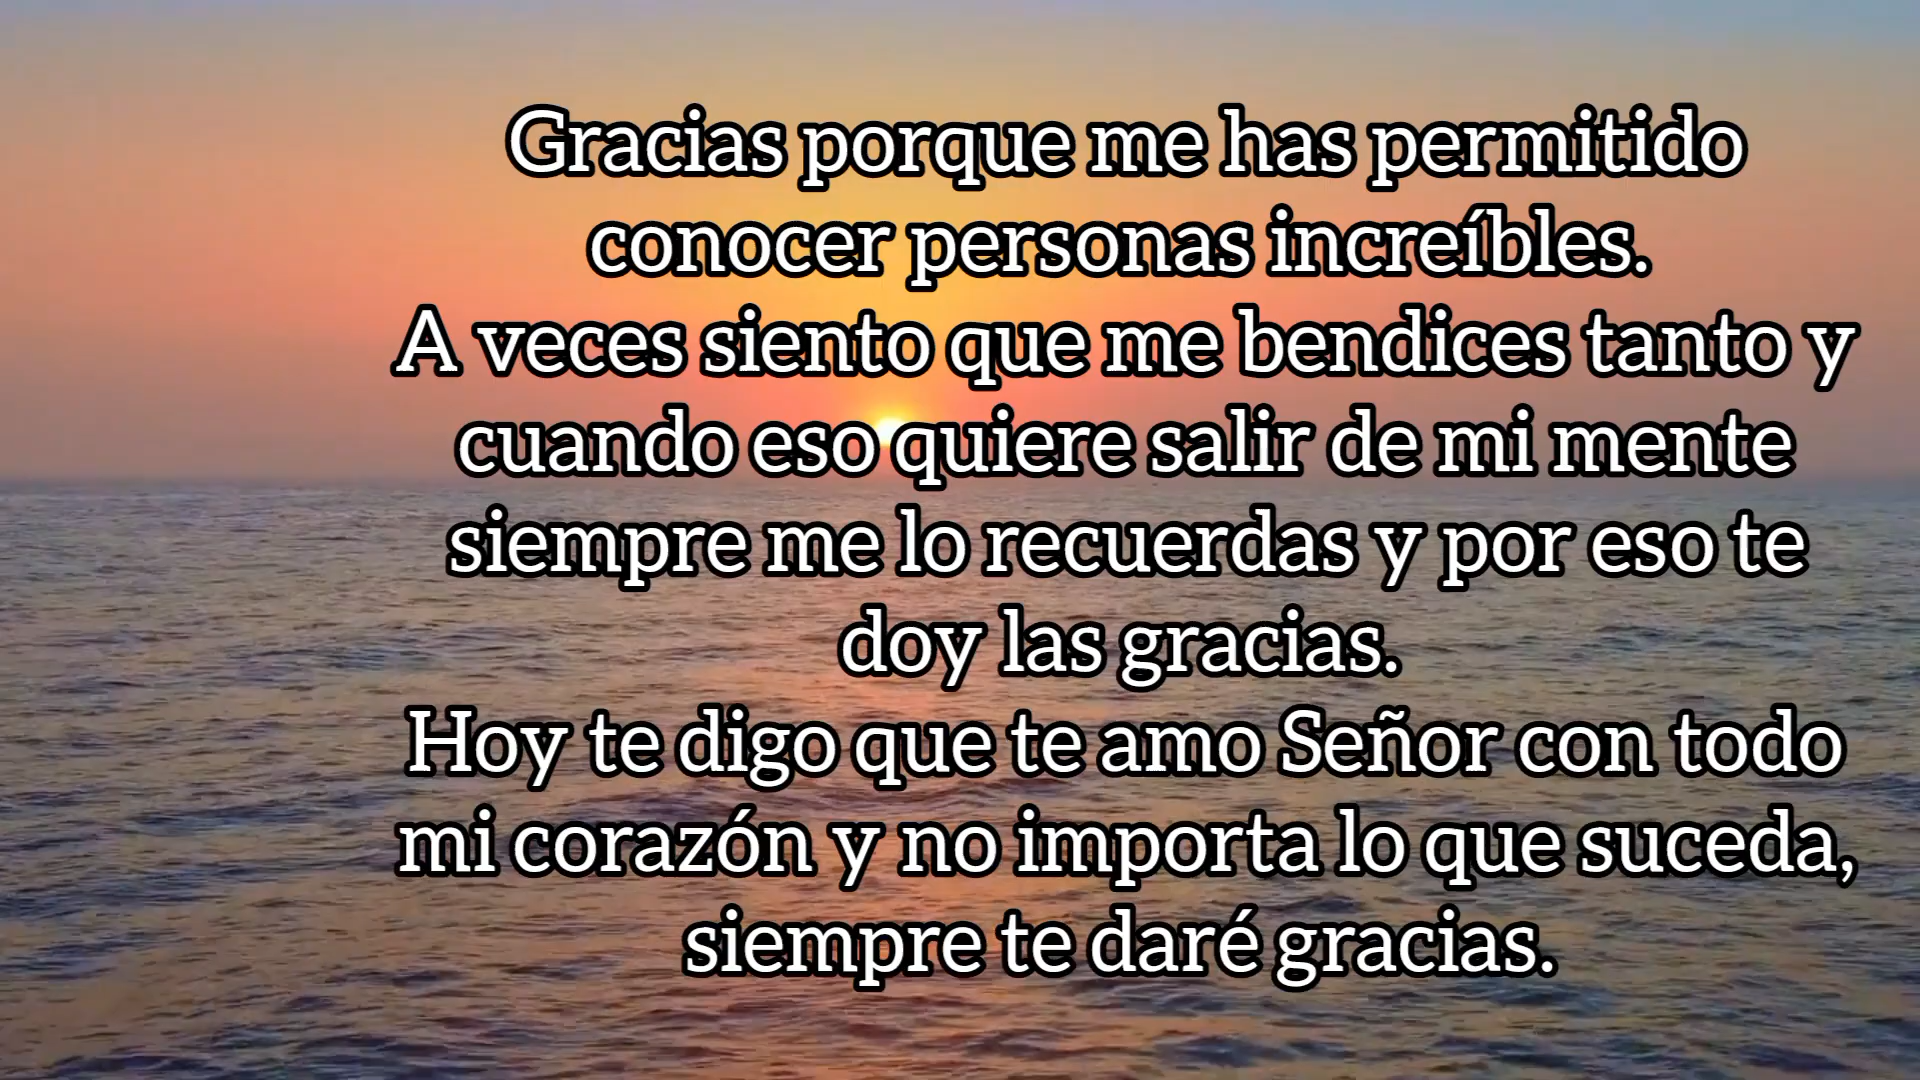 Gracias porque me has permitido
conocer personas increíbles.
A veces siento que me bendices tanto y
cuando eso quiere salir de mi mente
siempre me lo recuerdas y por eso te
doy las gracias.
Hoy te digo que te amo Señor con todo
mi corazón y no importa lo que suceda,
siempre te daré gracias.